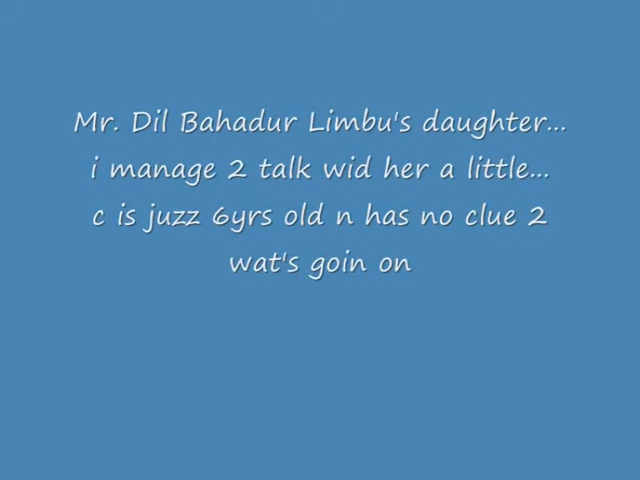 Mr. Dil Bahadur Limbu's daughter...
i manage 2 talk wid her a little...
c is juzz 6yrs old n has no clue 2
wat's goin on